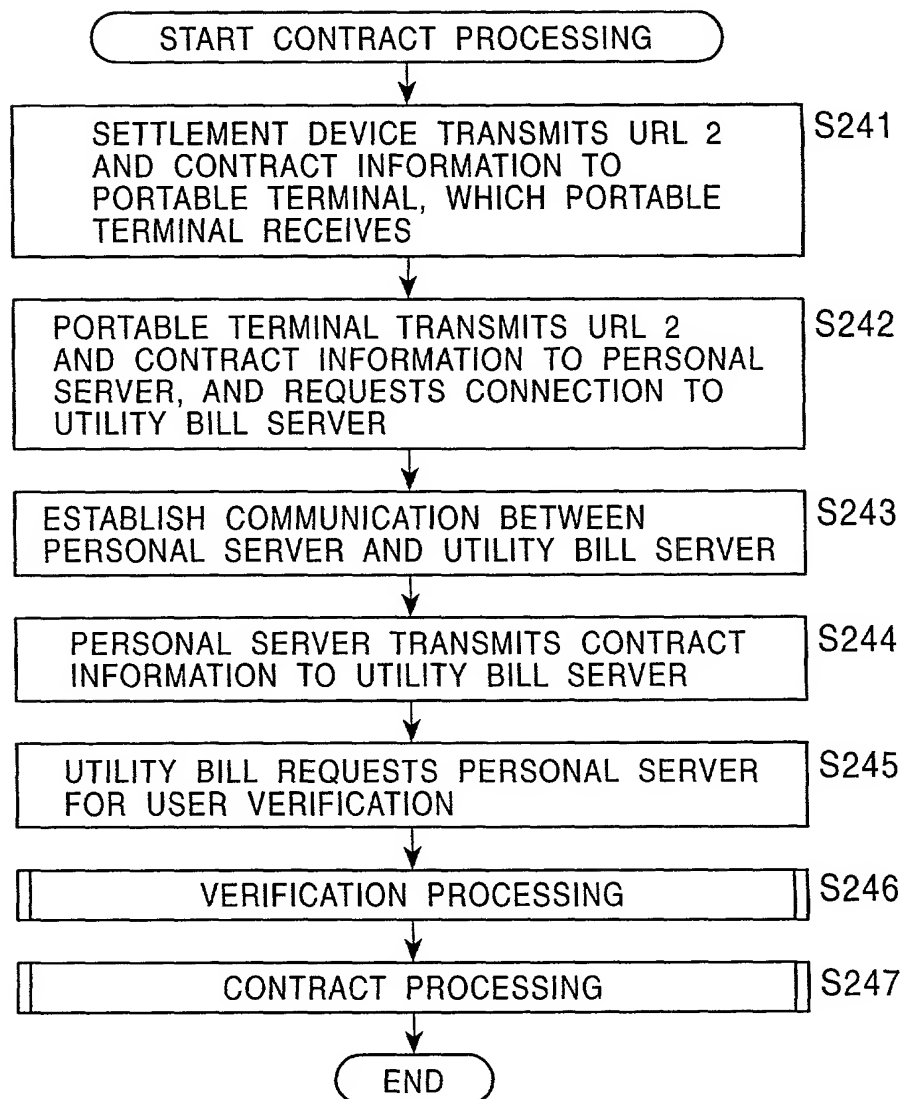 START CONTRACT PROCESSING
S241
SETTLEMENT DEVICE TRANSMITS URL 2
AND CONTRACT INFORMATION TO
PORTABLE TERMINAL, WHICH PORTABLE
TERMINAL RECEIVES
S242
PORTABLE TERMINAL TRANSMITS URL 2
AND CONTRACT INFORMATION TO PERSONAL
SERVER, AND REQUESTS CONNECTION TO
UTILITY BILL SERVER
S243
ESTABLISH COMMUNICATION BETWEEN
PERSONAL SERVER AND UTILITY BILL SERVER
S244
PERSONAL SERVER TRANSMITS CONTRACT
INFORMATION TO UTILITY BILL SERVER
S245
UTILITY BILL REQUESTS PERSONAL SERVER
FOR USER VERIFICATION
VERIFICATION PROCESSING
S246
CONTRACT PROCESSING
S247
END